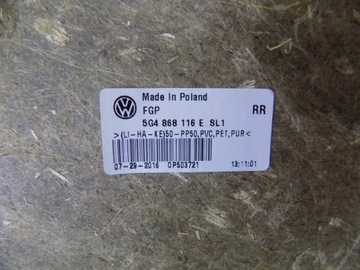 Made in Poland
FGP RR
5G4 868 116 E SL1
>(LI-HA-KE)50-PP50,PVC,PET,PUR<
07-29-2016 OP503721 13:11:01